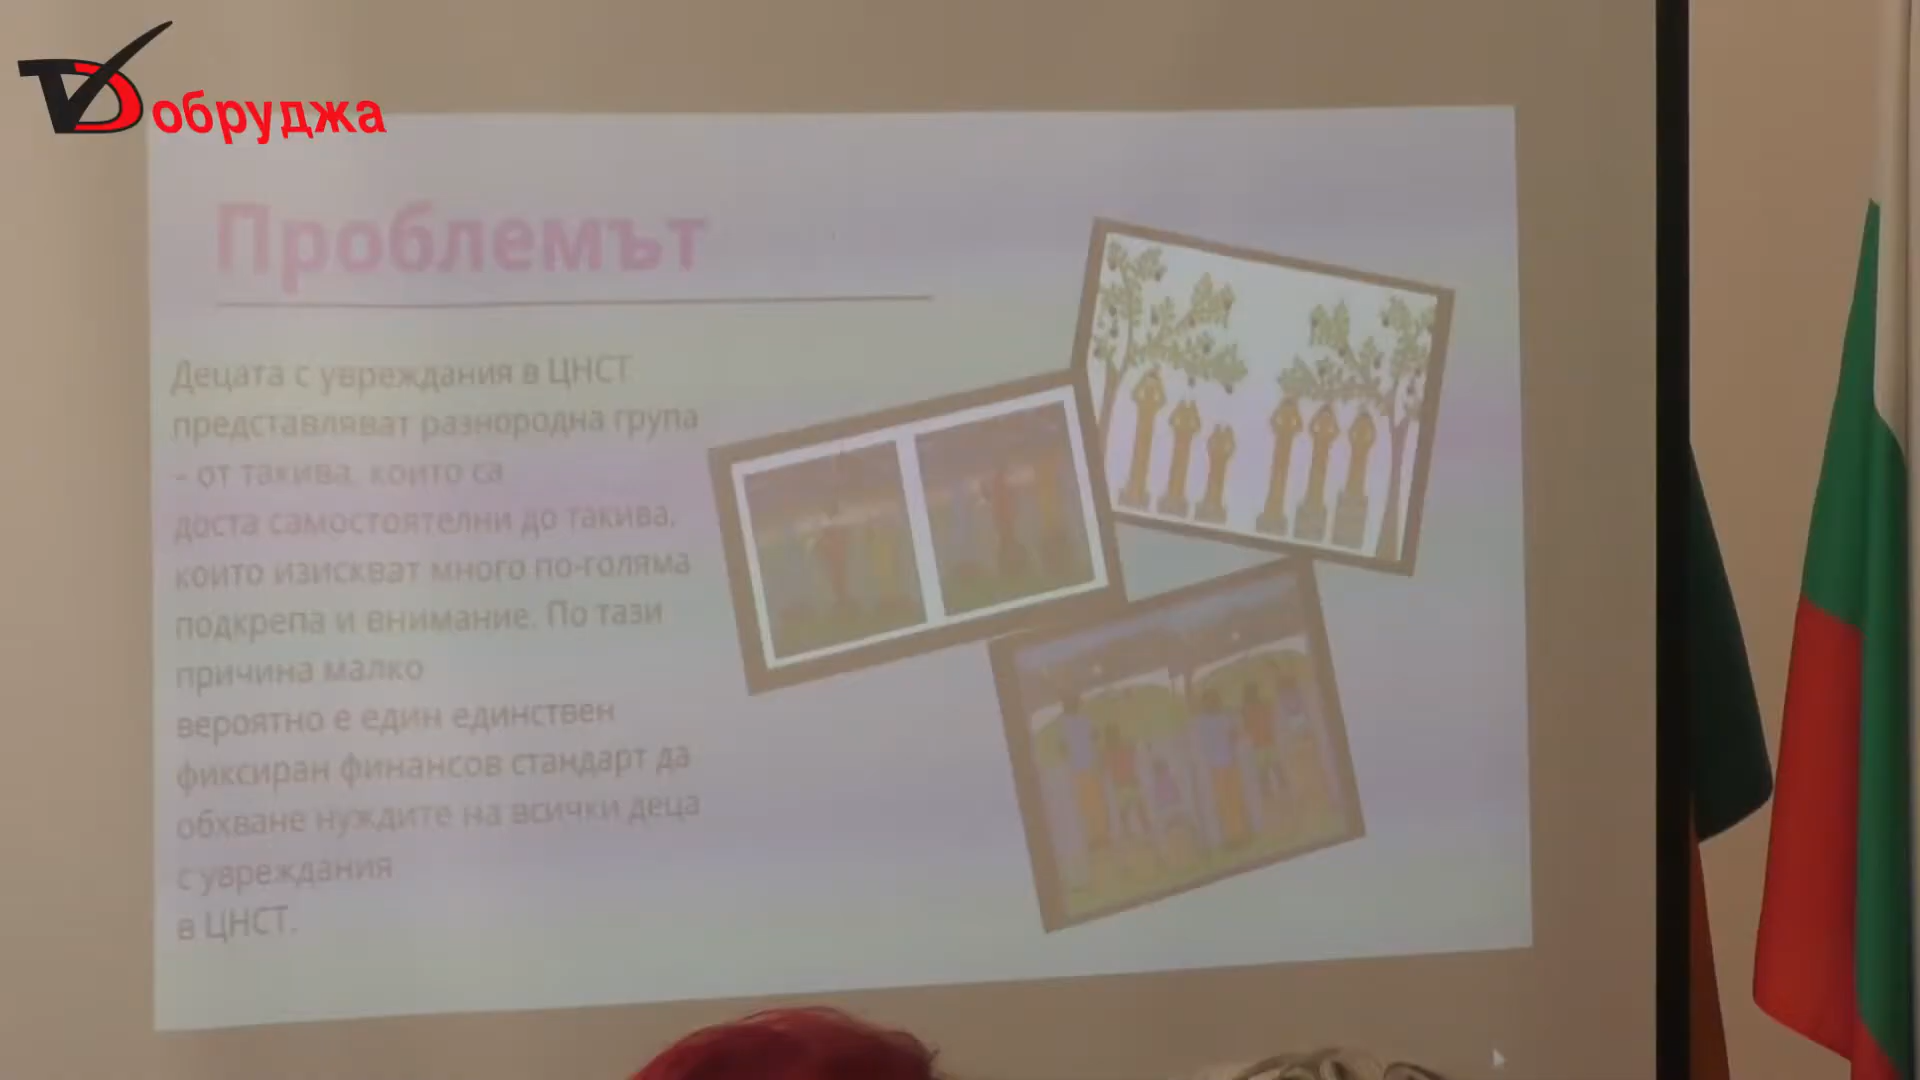 TV Добруджа
Проблемът
Децата с увреждания в ЦНСТ
представляват разнородна група
- от такива, които са
доста самостоятелни до такива,
които изискват много по-голяма
подкрепа и внимание. По тази
причина малко
вероятно е един единствен
фиксиран финансов стандарт да
обхване нуждите на всички деца
с увреждания
в ЦНСТ.